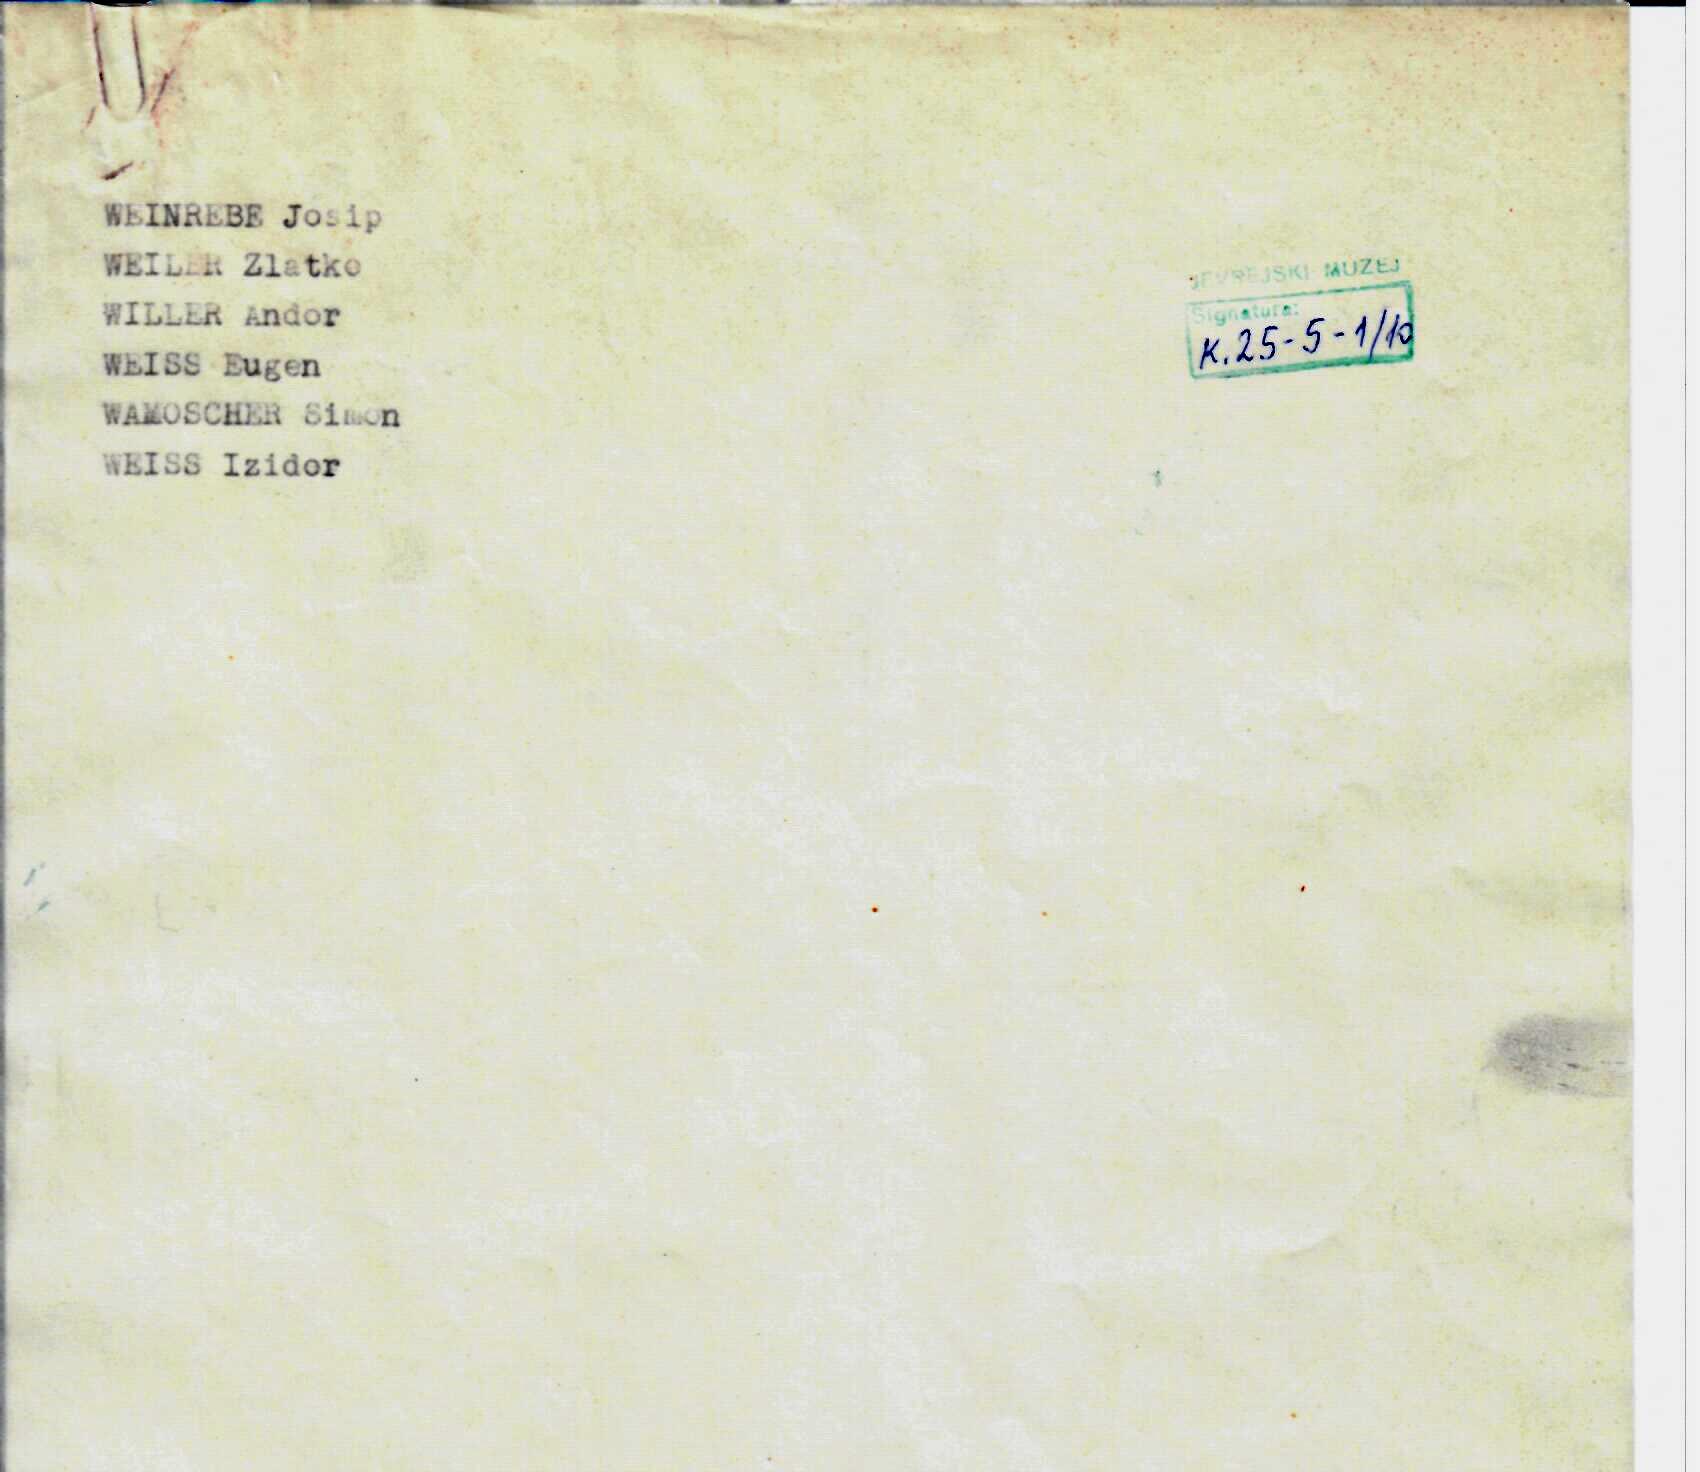 WEINREBE Josip
WEILER Zlatko
WILLER Andor
WEISS Eugen
WAMOSCHER Simon
WEISS Izidor
JEVREJSKI MUZEJ
Signatura:
K.25-5-1/10